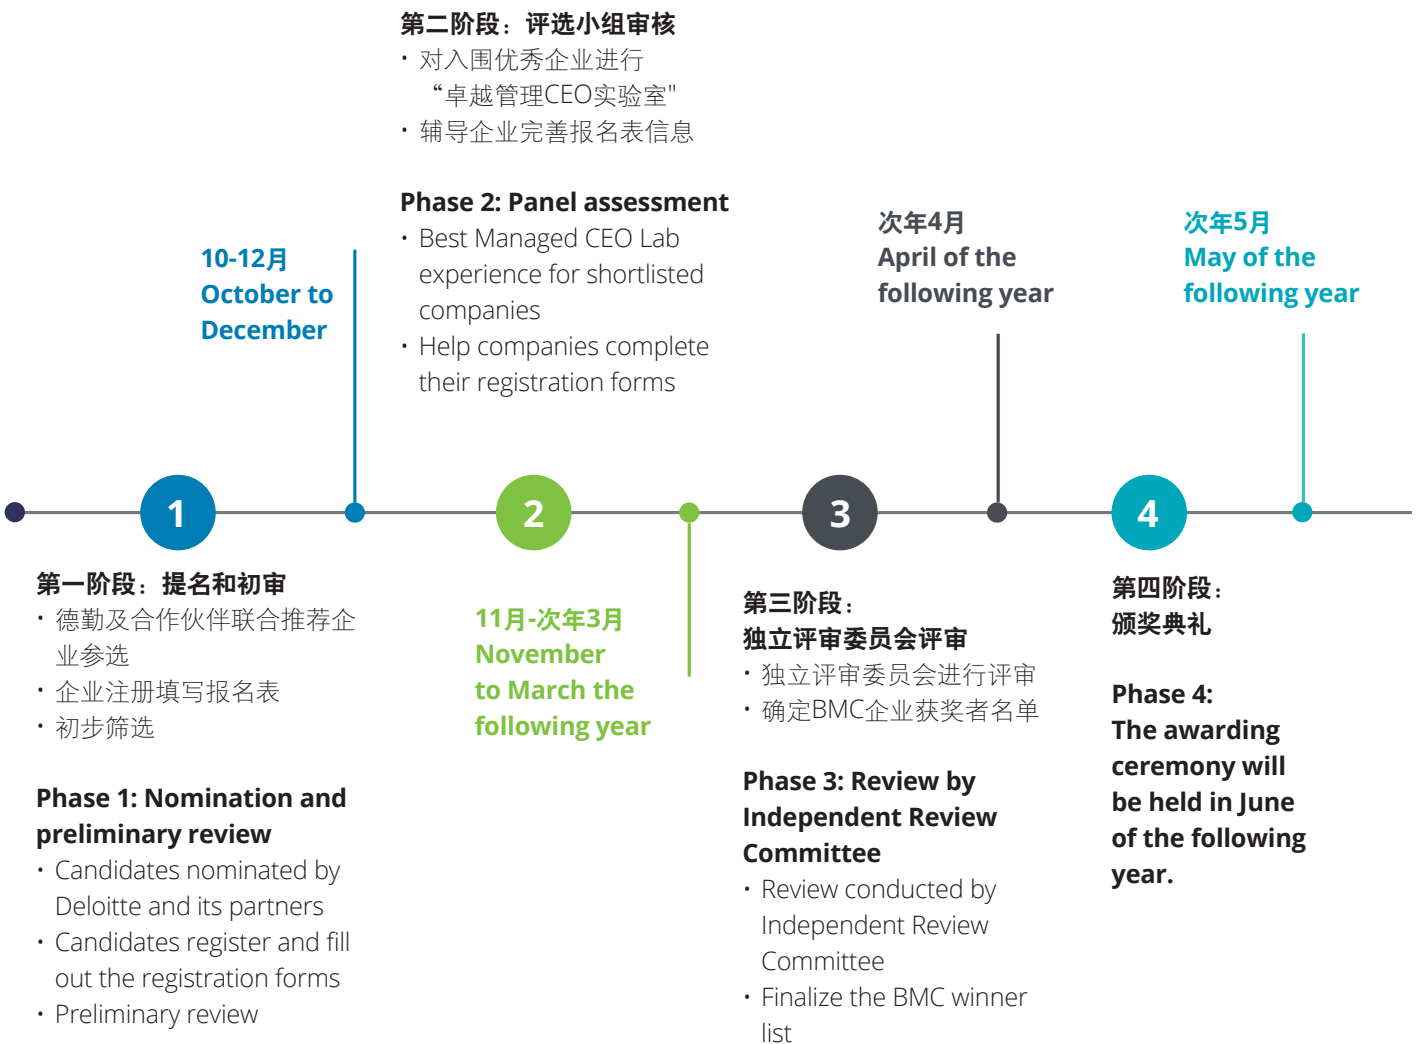 第二阶段：评选小组审核
· 对入围优秀企业进行
“卓越管理CEO实验室"
· 辅导企业完善报名表信息
Phase 2: Panel assessment
· Best Managed CEO Lab
experience for shortlisted
companies
· Help companies complete
their registration forms
10-12月
October to
December
次年4月
April of the
following year
次年5月
May of the
following year
1
2
3
4
第一阶段：提名和初审
· 德勤及合作伙伴联合推荐企
业参选
· 企业注册填写报名表
· 初步筛选
Phase 1: Nomination and
preliminary review
· Candidates nominated by
Deloitte and its partners
· Candidates register and fill
out the registration forms
· Preliminary review
11月-次年3月
November
to March the
following year
第三阶段：
独立评审委员会评审
· 独立评审委员会进行评审
· 确定BMC企业获奖者名单
Phase 3: Review by
Independent Review
Committee
· Review conducted by
Independent Review
Committee
· Finalize the BMC winner
list
第四阶段：
颁奖典礼
Phase 4:
The awarding
ceremony will
be held in June
of the following
year.